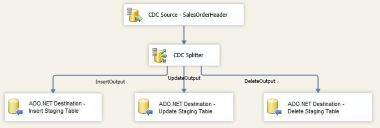 CDC Source - SalesOrderHeader
CDC Splitter
InsertOutput
UpdateOutput
DeleteOutput
ADO.NET Destination -
Insert Staging Table
ADO.NET Destination -
Update Staging Table
ADO.NET Destination -
Delete Staging Table